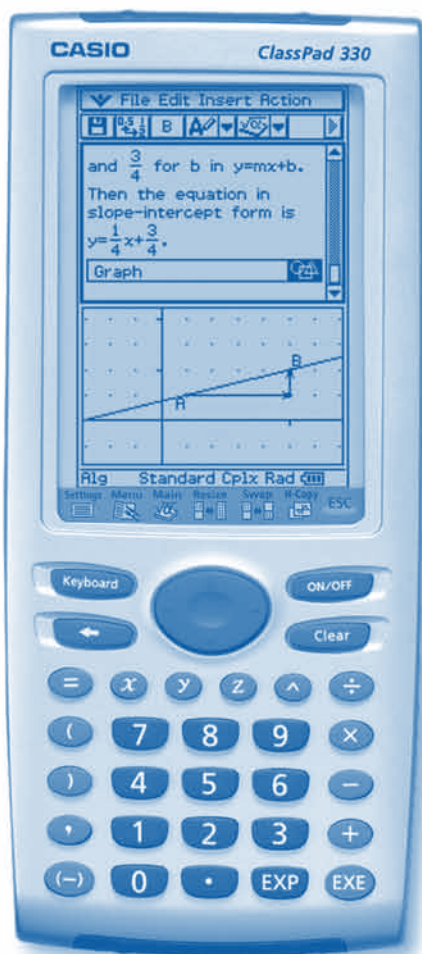 CASIO ClassPad 330
File Edit Insert Action
B
and 3/4 for b in y=mx+b.
Then the equation in
slope-intercept form is
y=1/4x+3/4.
Graph
B
A
Alg Standard Cplx Rad
Settings Menu Main Resize Swap ESC
Keyboard ON/OFF
Clear
= x y z ^ ÷
( 7 8 9 ×
) 4 5 6 −
, 1 2 3 +
(−) 0 . EXP EXE